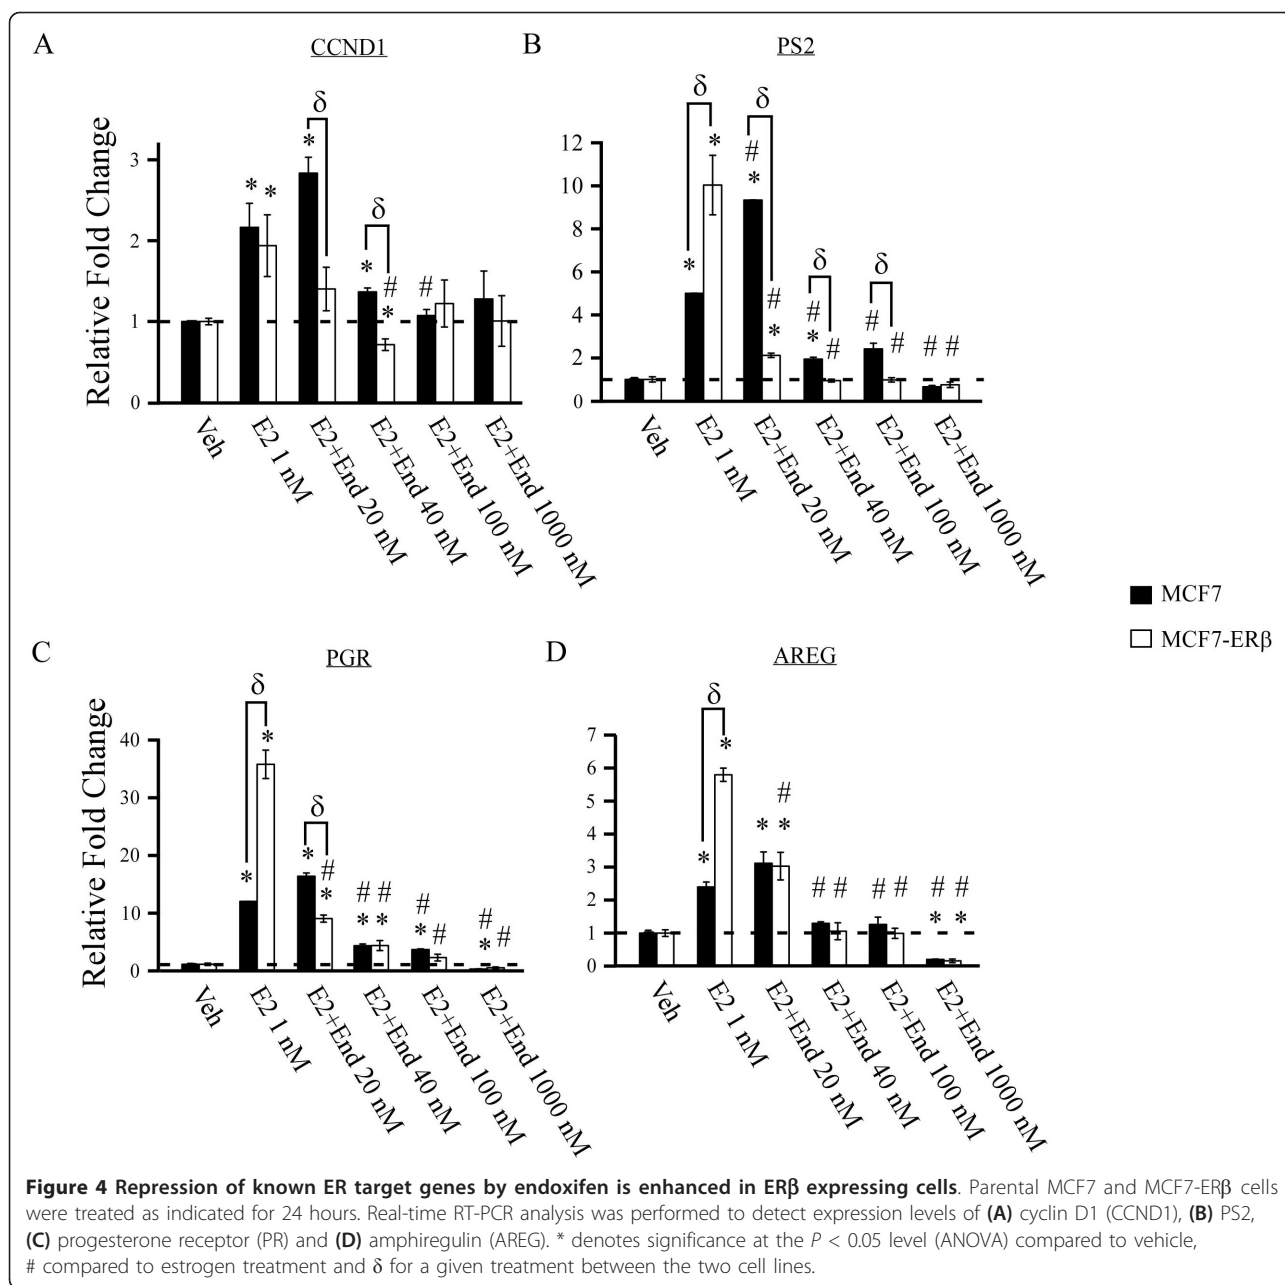 A
CCND1
Relative Fold Change
3
2
1
0
δ
δ
*
*
*
*
#
*
#
Veh
E2 1 nM
E2+End 20 nM
E2+End 40 nM
E2+End 100 nM
E2+End 1000 nM
B
PS2
12
10
8
6
4
2
0
δ
δ
δ
δ
*
*
#
*
#
*
#
*
#
#
#
# #
Veh
E2 1 nM
E2+End 20 nM
E2+End 40 nM
E2+End 100 nM
E2+End 1000 nM
MCF7
MCF7-ERβ
C
PGR
Relative Fold Change
40
30
20
10
0
δ
δ
*
*
*
#
*
# #
* *
#
*
#
#
*
#
Veh
E2 1 nM
E2+End 20 nM
E2+End 40 nM
E2+End 100 nM
E2+End 1000 nM
D
AREG
7
6
5
4
3
2
1
0
δ
*
*
*
#
*
# #
# #
# #
* *
Veh
E2 1 nM
E2+End 20 nM
E2+End 40 nM
E2+End 100 nM
E2+End 1000 nM
Figure 4 Repression of known ER target genes by endoxifen is enhanced in ERβ expressing cells. Parental MCF7 and MCF7-ERβ cells
were treated as indicated for 24 hours. Real-time RT-PCR analysis was performed to detect expression levels of (A) cyclin D1 (CCND1), (B) PS2,
(C) progesterone receptor (PR) and (D) amphiregulin (AREG). * denotes significance at the P < 0.05 level (ANOVA) compared to vehicle,
# compared to estrogen treatment and δ for a given treatment between the two cell lines.